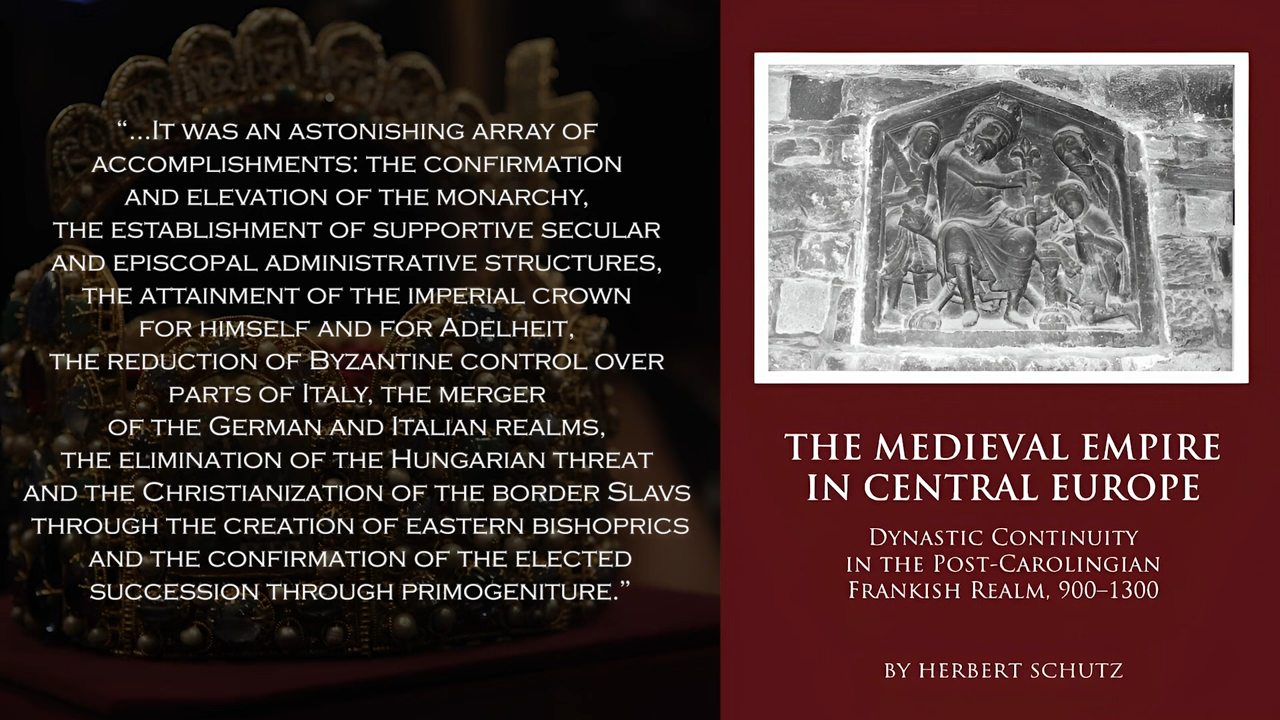 “...It was an astonishing array of
accomplishments: the confirmation
and elevation of the monarchy,
the establishment of supportive secular
and episcopal administrative structures,
the attainment of the imperial crown
for himself and for Adelheit,
the reduction of Byzantine control over
parts of Italy, the merger
of the German and Italian realms,
the elimination of the Hungarian threat
and the Christianization of the border Slavs
through the creation of eastern bishoprics
and the confirmation of the elected
succession through primogeniture.”
THE MEDIEVAL EMPIRE
IN CENTRAL EUROPE
Dynastic Continuity
in the Post-Carolingian
Frankish Realm, 900–1300
BY HERBERT SCHUTZ